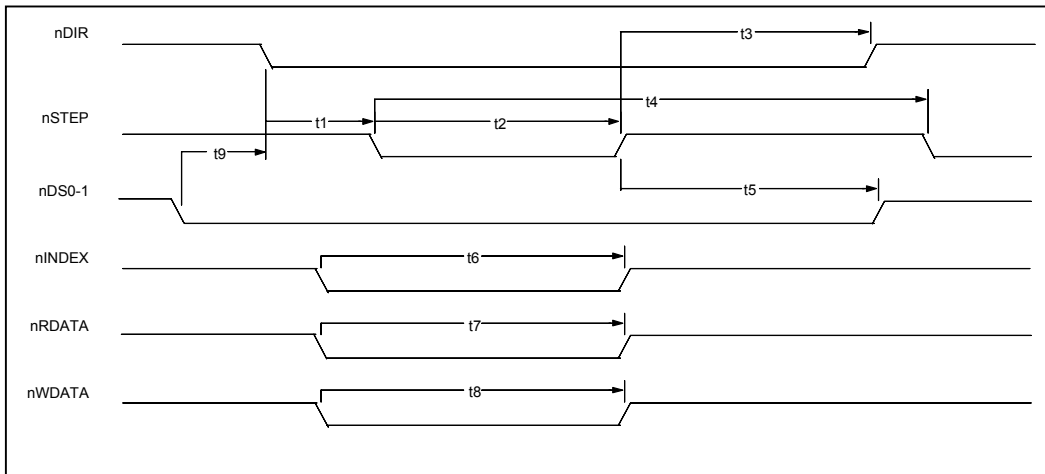 nDIR
t3
t4
nSTEP
t1
t2
t9
nDS0-1
t5
nINDEX
t6
nRDATA
t7
nWDATA
t8